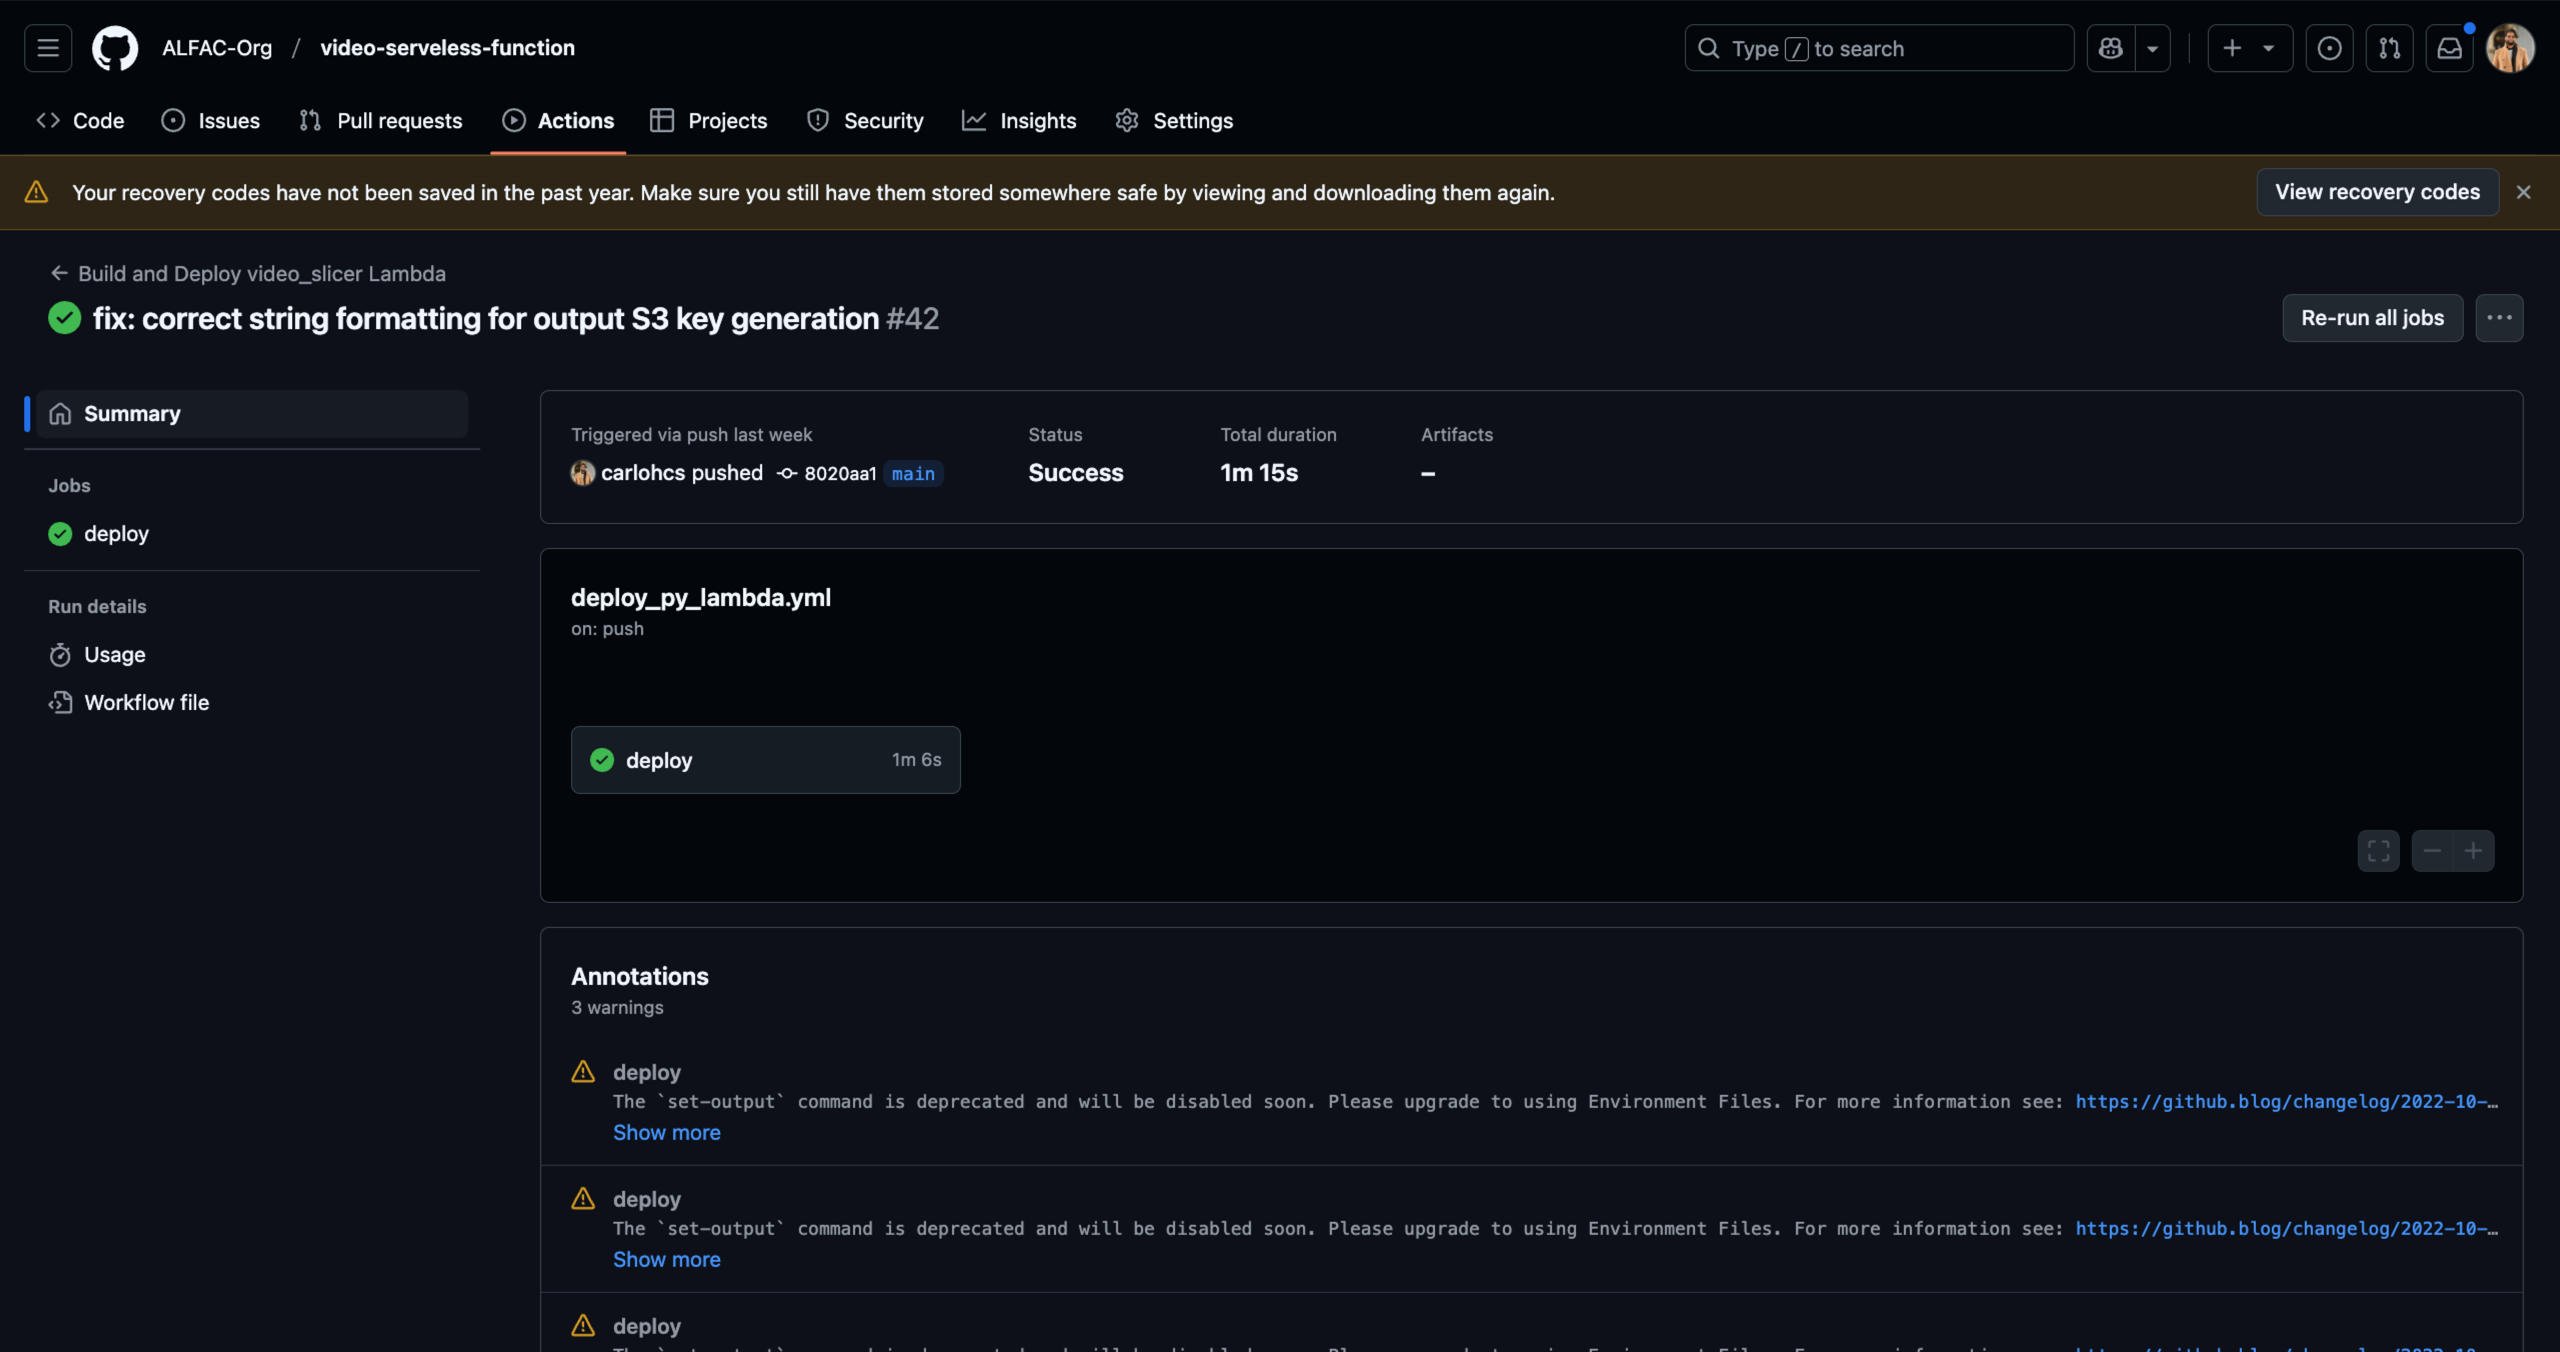 ALFAC-Org / video-serveless-function
Type / to search
Code Issues Pull requests Actions Projects Security Insights Settings
Your recovery codes have not been saved in the past year. Make sure you still have them stored somewhere safe by viewing and downloading them again.
View recovery codes
Build and Deploy video_slicer Lambda
fix: correct string formatting for output S3 key generation #42
Re-run all jobs
Summary
Jobs
deploy
Run details
Usage
Workflow file
Triggered via push last week
carlohcs pushed 8020aa1 main
Status
Success
Total duration
1m 15s
Artifacts
–
deploy_py_lambda.yml
on: push
deploy 1m 6s
Annotations
3 warnings
deploy
The `set-output` command is deprecated and will be disabled soon. Please upgrade to using Environment Files. For more information see: https://github.blog/changelog/2022-10-…
Show more
deploy
The `set-output` command is deprecated and will be disabled soon. Please upgrade to using Environment Files. For more information see: https://github.blog/changelog/2022-10-…
Show more
deploy